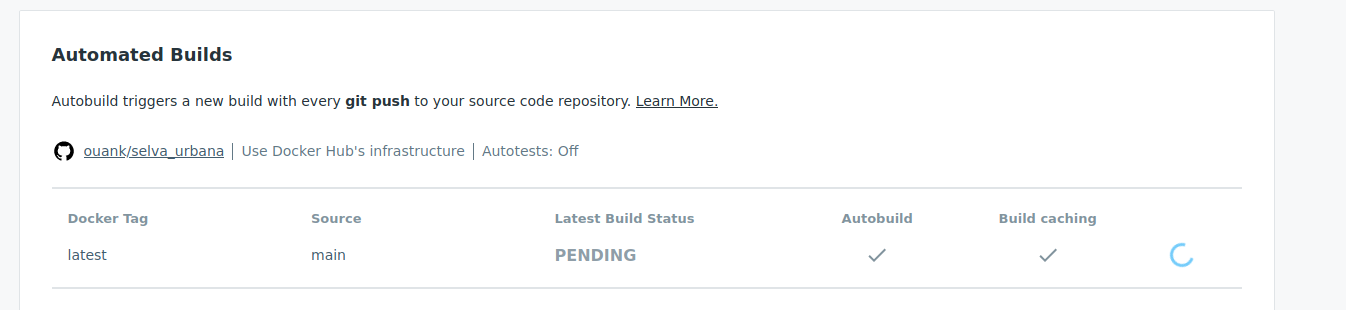 Automated Builds
Autobuild triggers a new build with every git push to your source code repository. Learn More.
ouank/selva_urbana | Use Docker Hub's infrastructure | Autotests: Off
Docker Tag Source Latest Build Status Autobuild Build caching
latest main PENDING